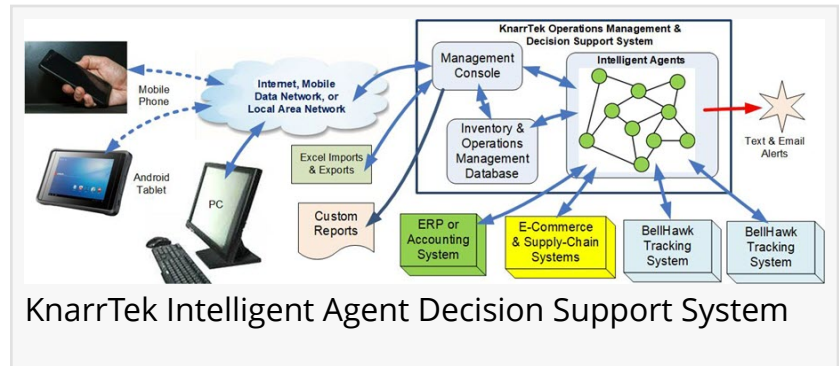 KnarrTek Operations Management &
Decision Support System
Management
Console
Intelligent Agents
Internet, Mobile
Data Network, or
Local Area Network
Mobile
Phone
Inventory &
Operations
Management
Database
Text & Email
Alerts
Excel Imports
& Exports
Android
Tablet
PC
Custom
Reports
ERP or
Accounting
System
E-Commerce
& Supply-Chain
Systems
BellHawk
Tracking
System
BellHawk
Tracking
System
KnarrTek Intelligent Agent Decision Support System